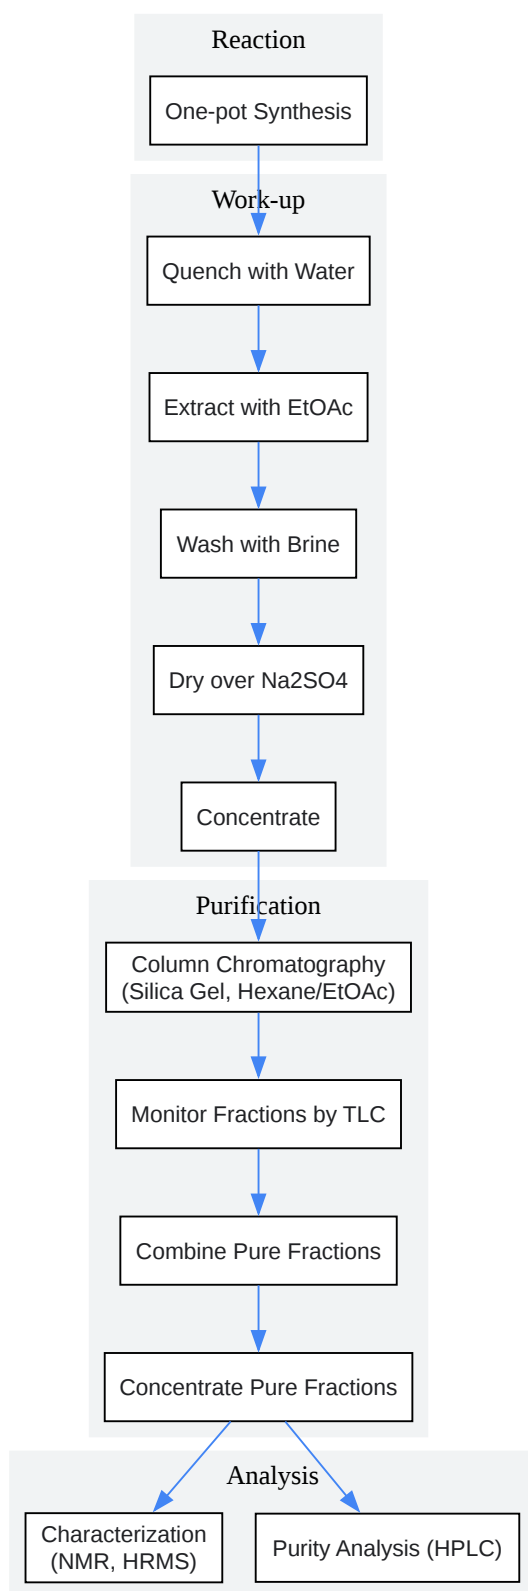 Reaction
One-pot Synthesis
Work-up
Quench with Water
Extract with EtOAc
Wash with Brine
Dry over Na2SO4
Concentrate
Purification
Column Chromatography
(Silica Gel, Hexane/EtOAc)
Monitor Fractions by TLC
Combine Pure Fractions
Concentrate Pure Fractions
Analysis
Characterization
(NMR, HRMS)
Purity Analysis (HPLC)